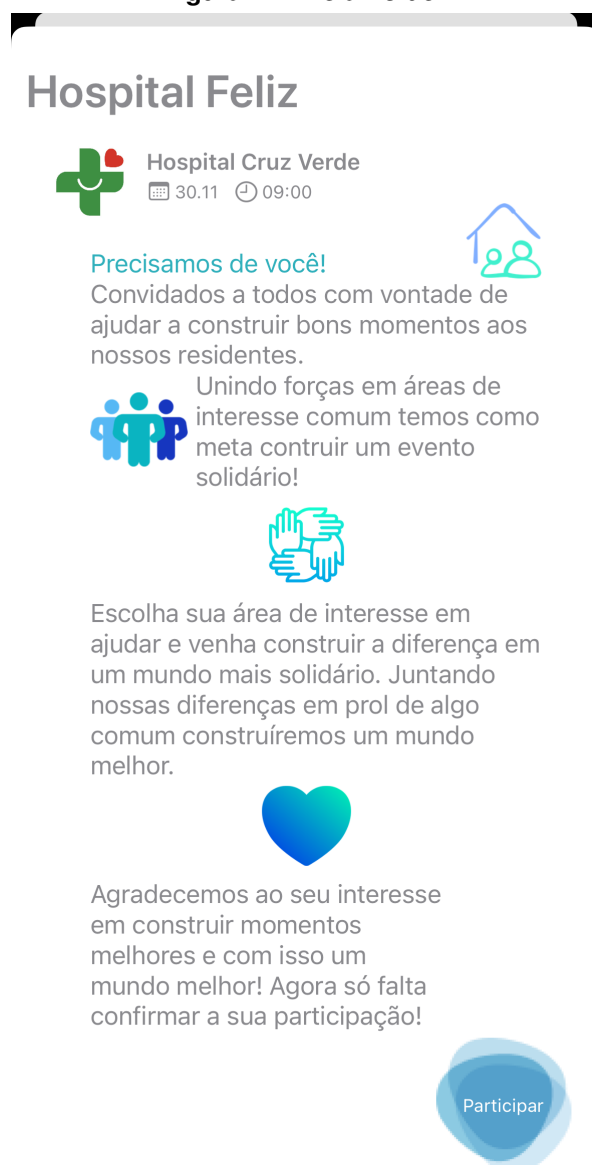 Hospital Feliz
Hospital Cruz Verde
30.11 09:00
Precisamos de você!
Convidados a todos com vontade de
ajudar a construir bons momentos aos
nossos residentes.
Unindo forças em áreas de
interesse comum temos como
meta contruir um evento
solidário!
Escolha sua área de interesse em
ajudar e venha construir a diferença em
um mundo mais solidário. Juntando
nossas diferenças em prol de algo
comum construíremos um mundo
melhor.
Agradecemos ao seu interesse
em construir momentos
melhores e com isso um
mundo melhor! Agora só falta
confirmar a sua participação!
Participar